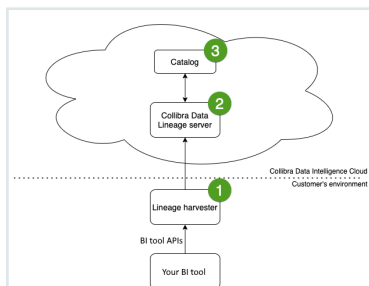 3
Catalog
2
Collibra Data
Lineage server
Collibra Data Intelligence Cloud
Customer's environment
1
Lineage harvester
BI tool APIs
Your BI tool